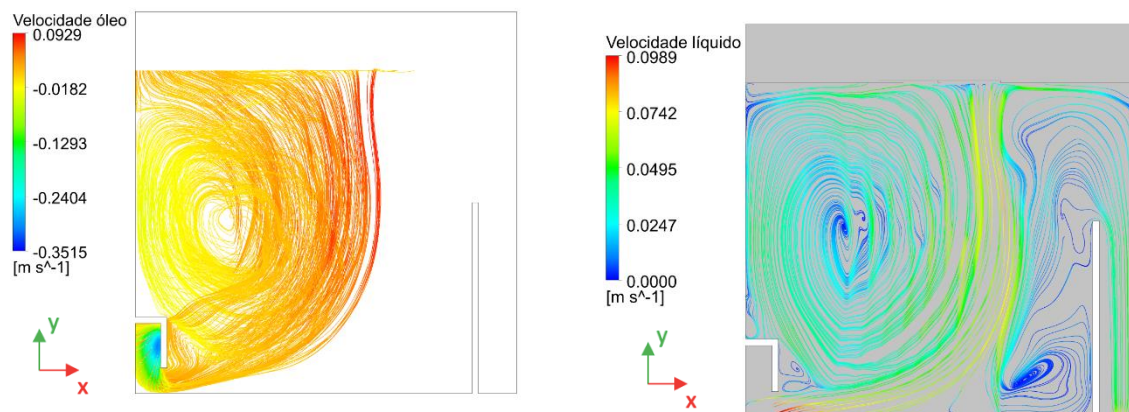 Velocidade óleo
0.0929
-0.0182
-0.1293
-0.2404
-0.3515
[m s^-1]
y
x
Velocidade líquido
0.0989
0.0742
0.0495
0.0247
0.0000
[m s^-1]
y
x